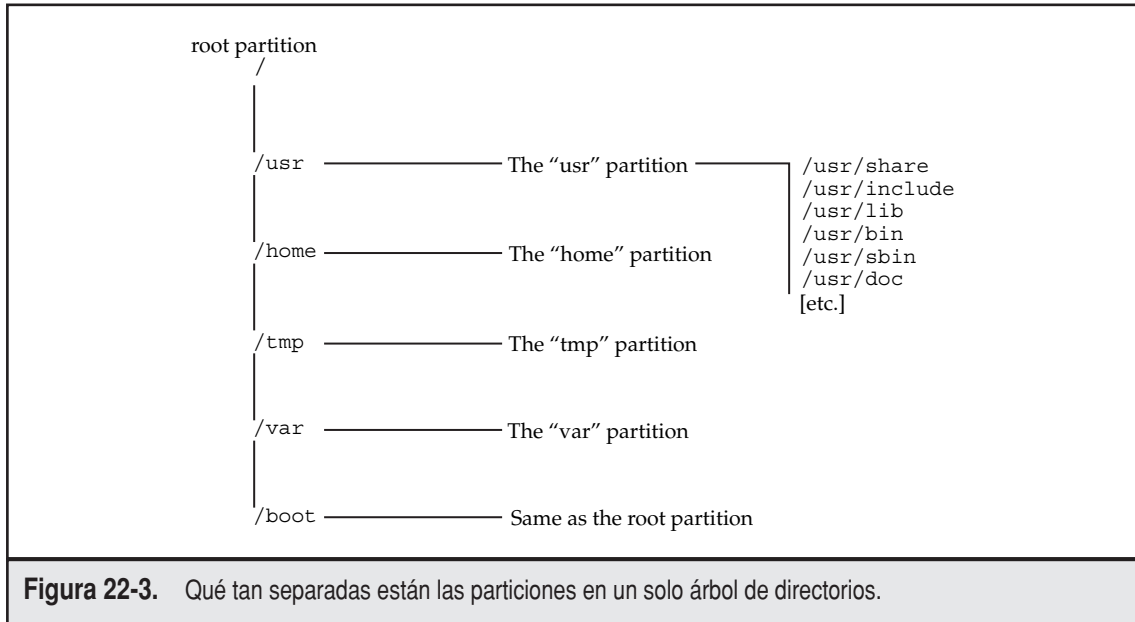 root partition
/
/usr The “usr” partition /usr/share
/usr/include
/usr/lib
/usr/bin
/usr/sbin
/usr/doc
[etc.]
/home The “home” partition
/tmp The “tmp” partition
/var The “var” partition
/boot Same as the root partition
Figura 22-3. Qué tan separadas están las particiones en un solo árbol de directorios.